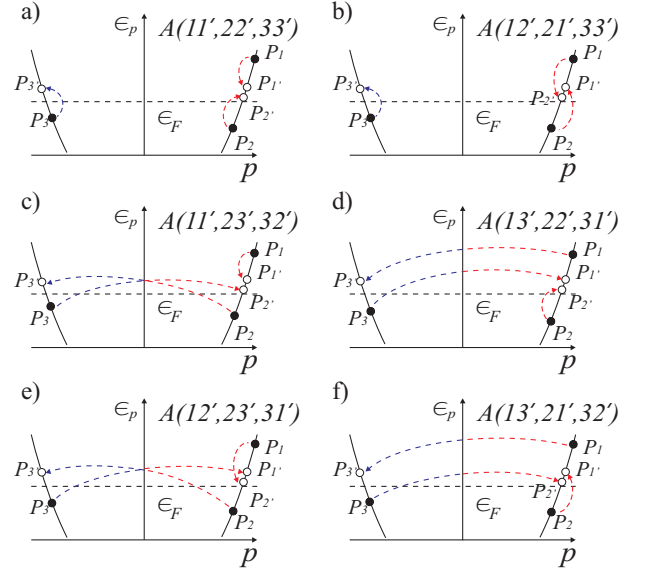 a) ∈p A(11′,22′,33′)
P1
P3′ P1′
P2′
P3 ∈F P2
p
b) ∈p A(12′,21′,33′)
P1
P3′ P1′
P2′
P3 ∈F P2
p
c) ∈p A(11′,23′,32′)
P1
P3′ P1′
P2′
P3 ∈F P2
p
d) ∈p A(13′,22′,31′)
P1
P3′ P1′
P2′
P3 ∈F P2
p
e) ∈p A(12′,23′,31′)
P1
P3′ P1′
P2′
P3 ∈F P2
p
f) ∈p A(13′,21′,32′)
P1
P3′ P1′
P2′
P3 ∈F P2
p